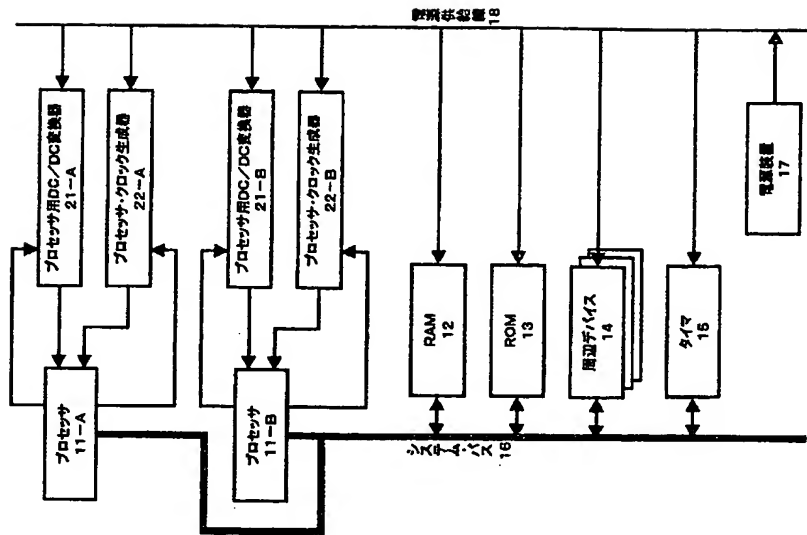 電源供給線
18
プロセッサ用DC／DC変換器
21－A
プロセッサ・クロック生成器
22－A
プロセッサ
11－A
プロセッサ用DC／DC変換器
21－B
プロセッサ・クロック生成器
22－B
プロセッサ
11－B
システム・バス
16
RAM
12
ROM
13
周辺デバイス
14
タイマ
15
電源装置
17